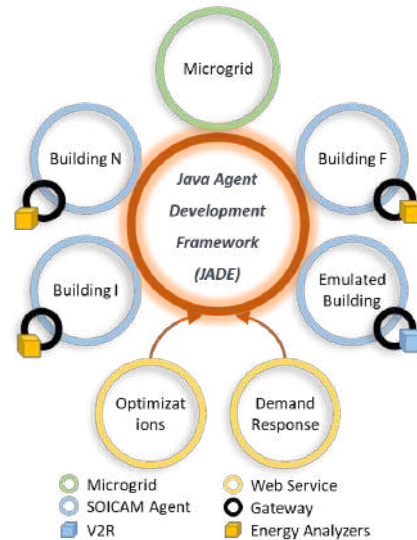 Microgrid
Building N
Building F
Java Agent
Development
Framework
(JADE)
Building I
Emulated
Building
Optimizat
ions
Demand
Response
Microgrid
Web Service
SOICAM Agent
Gateway
V2R
Energy Analyzers